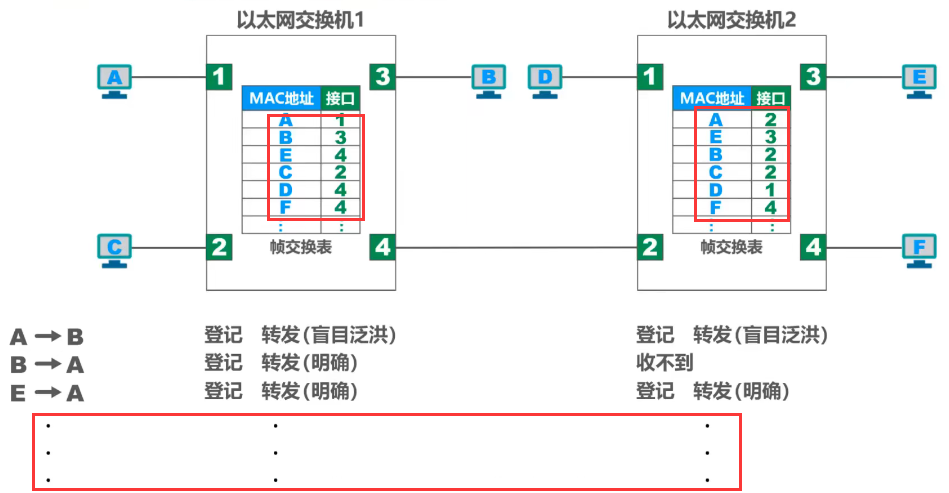 以太网交换机1 以太网交换机2
A 1 3 B D 1 3 E
MAC地址 接口 MAC地址 接口
A 1 A 2
B 3 E 3
E 4 B 2
C 2 C 2
D 4 D 1
F 4 F 4
: : : :
C 2 帧交换表 4 2 帧交换表 4 F
A → B 登记 转发(盲目泛洪) 登记 转发(盲目泛洪)
B → A 登记 转发(明确) 收不到
E → A 登记 转发(明确) 登记 转发(明确)
. . .
. . .
. . .